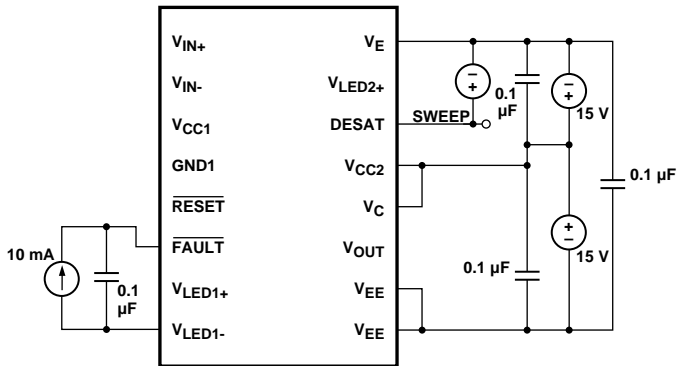 V_IN+
V_IN-
V_CC1
GND1
RESET
FAULT
V_LED1+
V_LED1-
V_E
V_LED2+
DESAT
V_CC2
V_C
V_OUT
V_EE
V_EE
10 mA
0.1
µF
SWEEP
0.1
µF
15 V
0.1 µF
0.1 µF
15 V
-
+
-
+
+
-